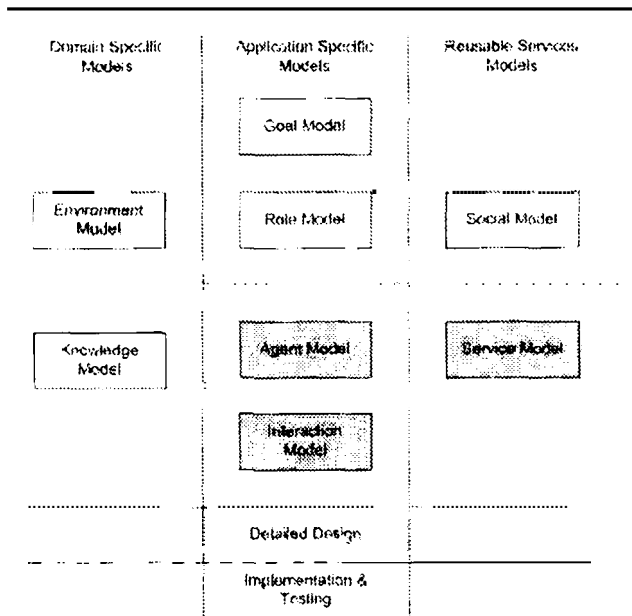 Domain Specific
Models
Application Specific
Models
Reusable Services
Models
Goal Model
Environment
Model
Role Model
Social Model
Knowledge
Model
Agent Model
Service Model
Interaction
Model
Detailed Design
Implementation &
Testing